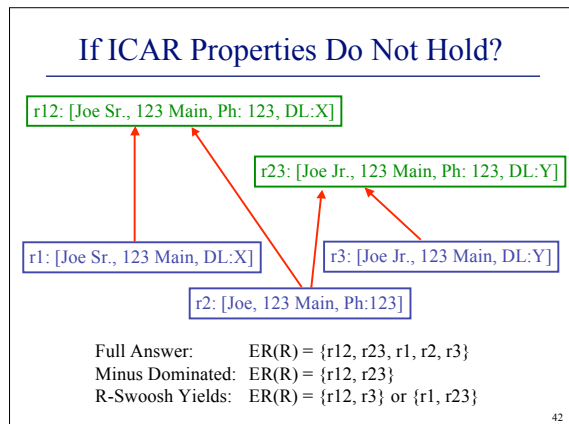 If ICAR Properties Do Not Hold?
r12: [Joe Sr., 123 Main, Ph: 123, DL:X]
r23: [Joe Jr., 123 Main, Ph: 123, DL:Y]
r1: [Joe Sr., 123 Main, DL:X]
r3: [Joe Jr., 123 Main, DL:Y]
r2: [Joe, 123 Main, Ph:123]
Full Answer: ER(R) = {r12, r23, r1, r2, r3}
Minus Dominated: ER(R) = {r12, r23}
R-Swoosh Yields: ER(R) = {r12, r3} or {r1, r23}
42